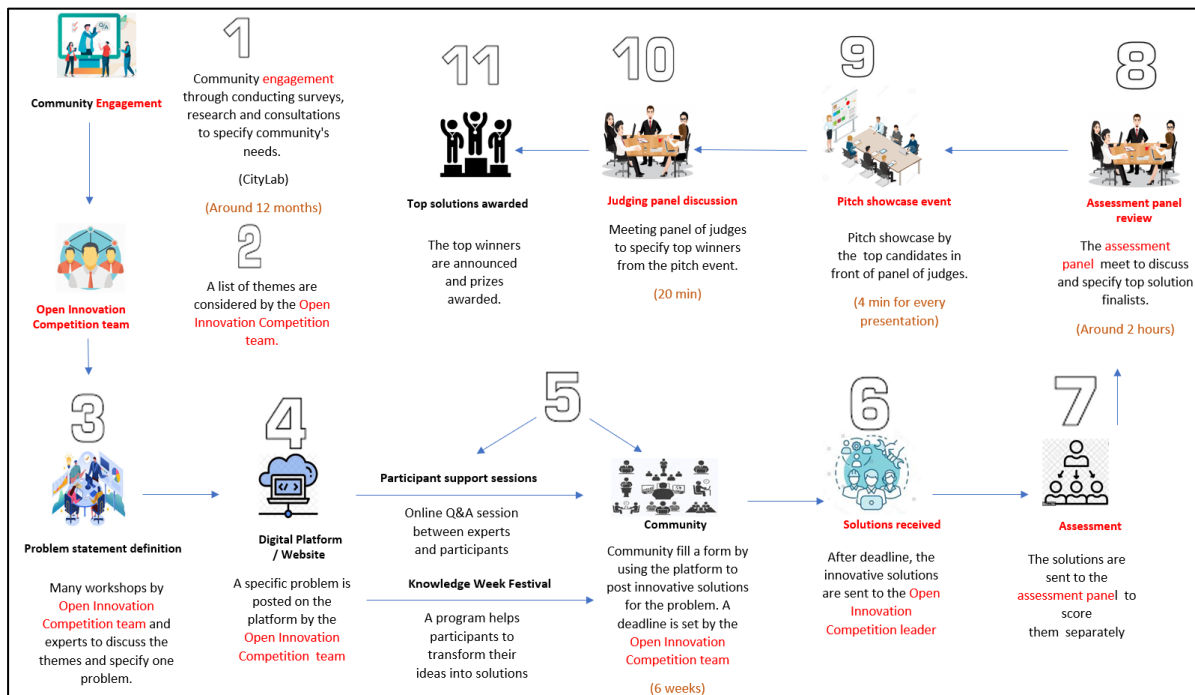 1
Community Engagement
Community engagement
through conducting surveys,
research and consultations
to specify community's
needs.
(CityLab)
(Around 12 months)
2
Open Innovation
Competition team
A list of themes are
considered by the Open
Innovation Competition
team.
3
Problem statement definition
Many workshops by
Open Innovation
Competition team and
experts to discuss the
themes and specify one
problem.
4
Digital Platform
/ Website
A specific problem is
posted on the
platform by the
Open Innovation
Competition team
5
Participant support sessions
Online Q&A session
between experts
and participants
Knowledge Week Festival
A program helps
participants to
transform their
ideas into solutions
Community
Community fill a form by
using the platform to
post innovative solutions
for the problem. A
deadline is set by the
Open Innovation
Competition team
(6 weeks)
6
Solutions received
After deadline, the
innovative solutions
are sent to the Open
Innovation
Competition leader
7
Assessment
The solutions are
sent to the
assessment panel to
score
them separately
8
Assessment panel
review
The assessment
panel meet to discuss
and specify top solution
finalists.
(Around 2 hours)
9
Pitch showcase event
Pitch showcase by
the top candidates in
front of panel of judges.
(4 min for every
presentation)
10
Judging panel discussion
Meeting panel of judges
to specify top winners
from the pitch event.
(20 min)
11
Top solutions awarded
The top winners
are announced
and prizes
awarded.